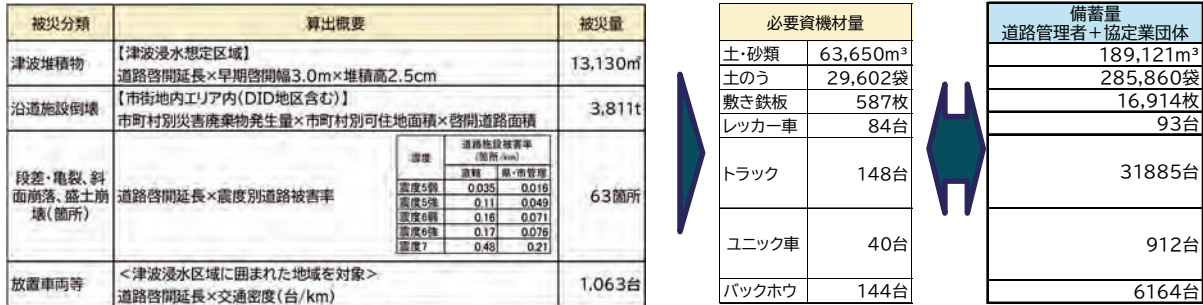 被災分類 算出概要 被災量
津波堆積物 【津波浸水想定区域】
道路啓開延長×早期啓開幅3.0m×堆積高2.5cm 13,130㎥
沿道施設倒壊 【市街地内エリア内(DID地区含む)】
市町村別災害廃棄物発生量×市町村別可住地面積×啓開道路面積 3,811t
段差・亀裂、斜面崩落、盛土崩壊(箇所) 道路啓開延長×震度別道路被害率 63箇所
震度 道路施設被害率(箇所/km)
直轄 県・市管理
震度5弱 0.035 0.016
震度5強 0.11 0.049
震度6弱 0.16 0.071
震度6強 0.17 0.076
震度7 0.48 0.21
放置車両等 <津波浸水区域に囲まれた地域を対象>
道路啓開延長×交通密度(台/km) 1,063台
必要資機材量
土・砂類 63,650m³
土のう 29,602袋
敷き鉄板 587枚
レッカー車 84台
トラック 148台
ユニック車 40台
バックホウ 144台
備蓄量
道路管理者+協定業団体
189,121m³
285,860袋
16,914枚
93台
31885台
912台
6164台